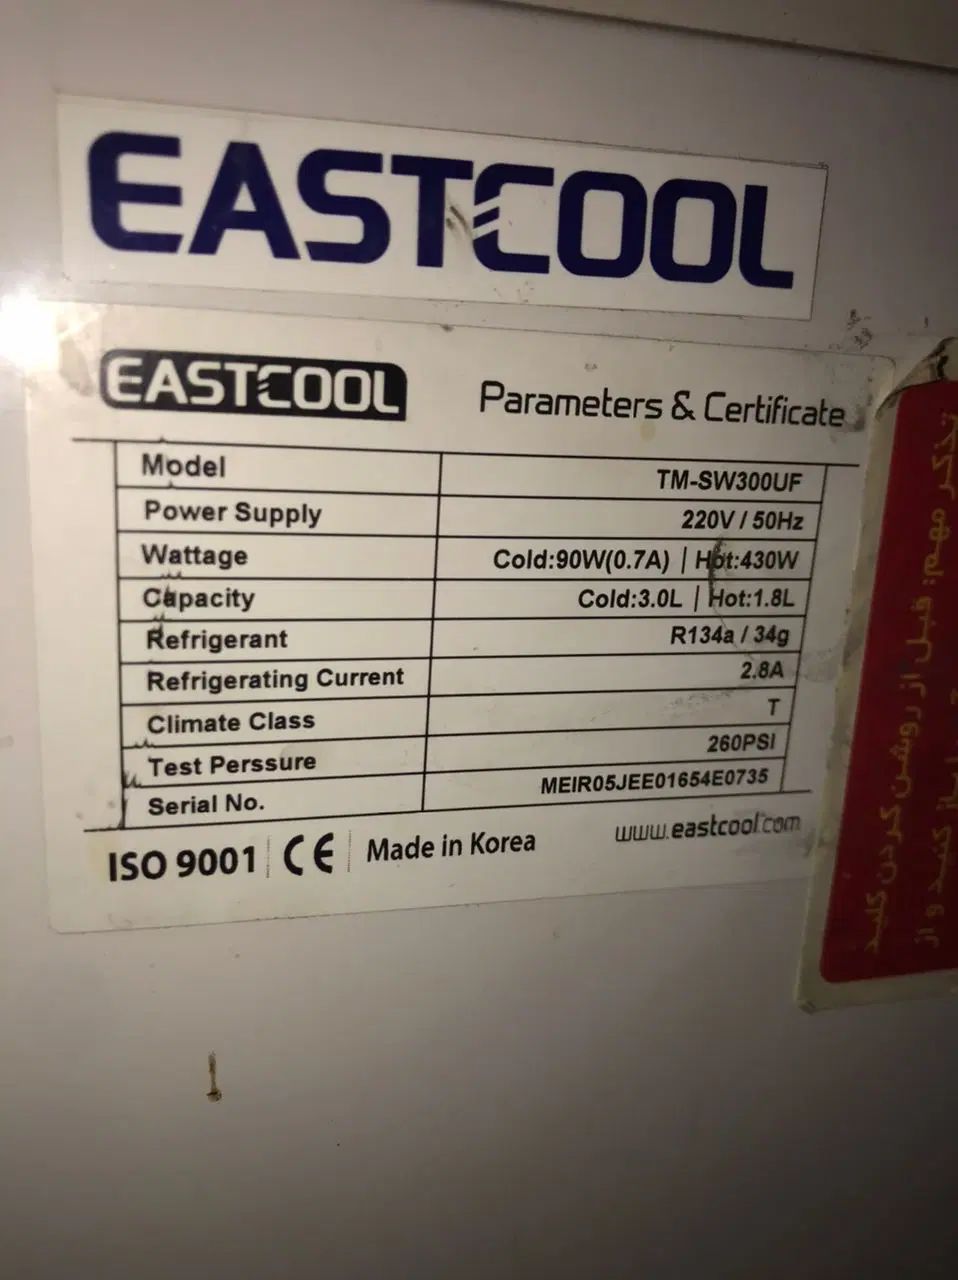 EASTCOOL
EASTCOOL Parameters & Certificate
Model TM-SW300UF
Power Supply 220V / 50Hz
Wattage Cold:90W(0.7A) | Hot:430W
Capacity Cold:3.0L | Hot:1.8L
Refrigerant R134a / 34g
Refrigerating Current 2.8A
Climate Class T
Test Perssure 260PSI
Serial No. MEIR05JEE01654E0735
ISO 9001 CE Made in Korea www.eastcool.com
تذکر مهم:
قبل از روشن کردن کلید
کنید و از